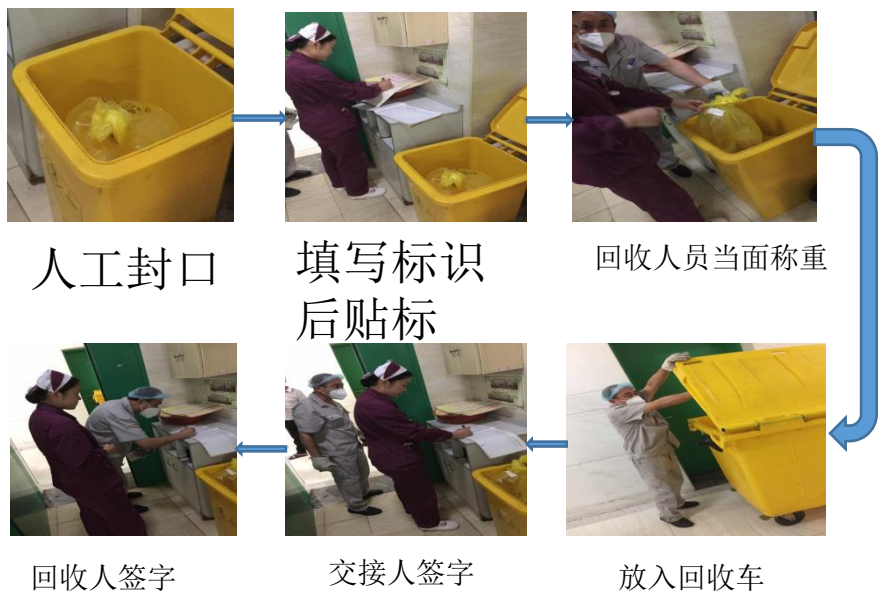 人工封口
填写标识
后贴标
回收人员当面称重
放入回收车
交接人签字
回收人签字